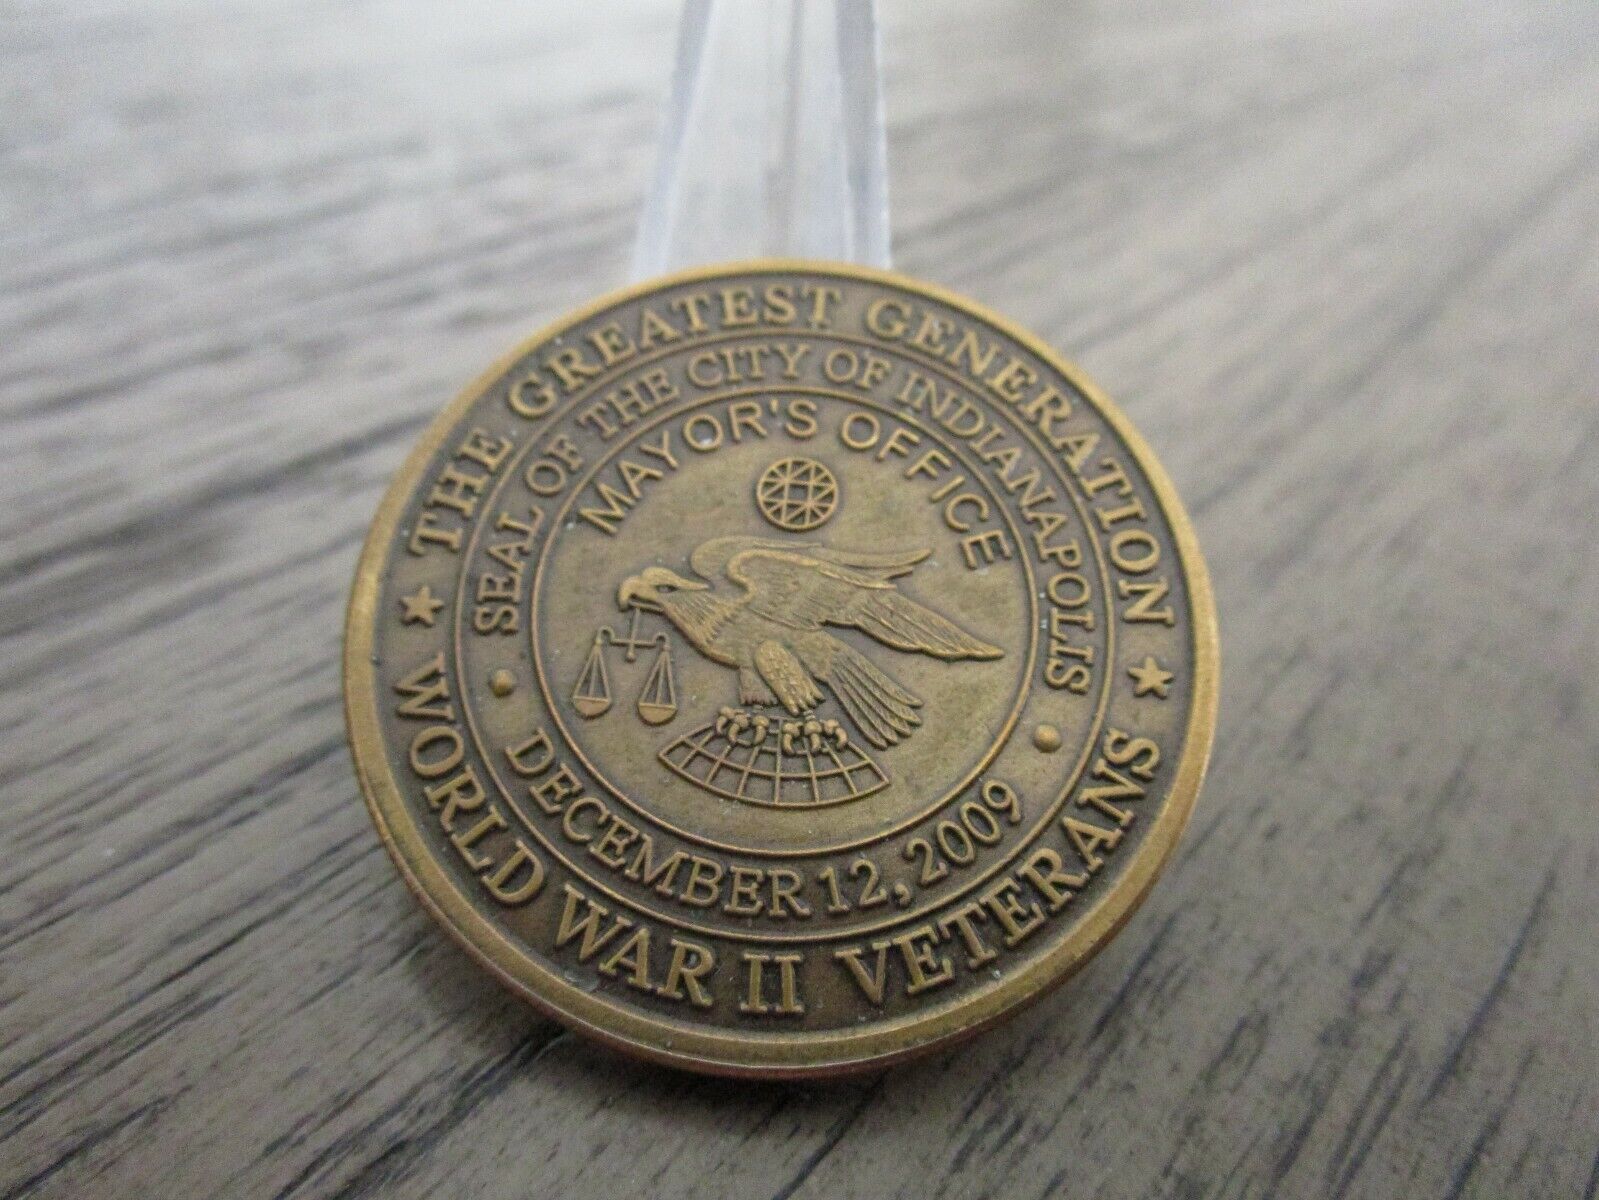 ★ THE GREATEST GENERATION ★
WORLD WAR II VETERANS
SEAL OF THE CITY OF INDIANAPOLIS
• DECEMBER 12, 2009 •
MAYOR'S OFFICE